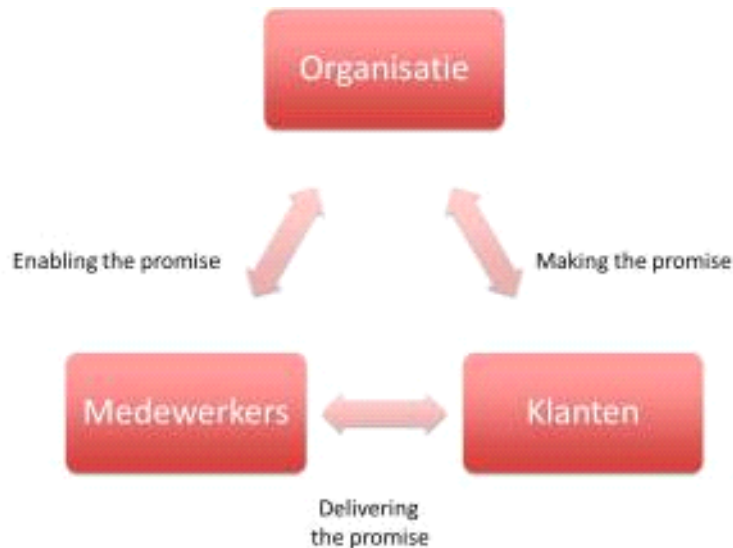 Organisatie
Enabling the promise
Making the promise
Medewerkers
Klanten
Delivering
the promise